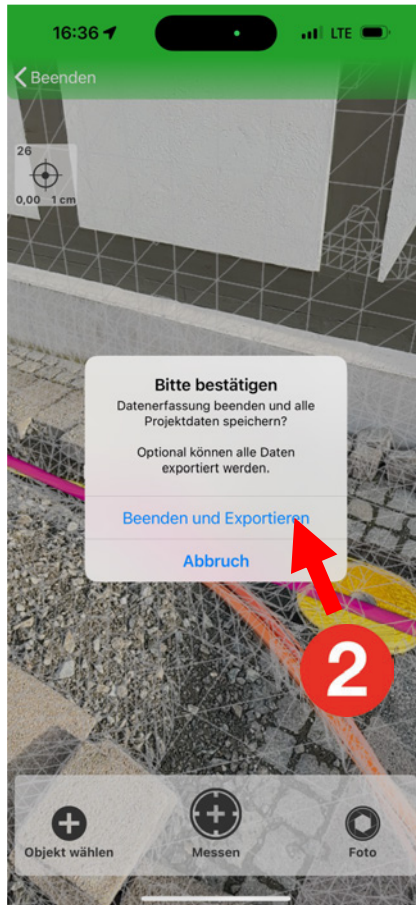 16:36 LTE
Beenden
26
0,00 1 cm
Bitte bestätigen
Datenerfassung beenden und alle
Projektdaten speichern?
Optional können alle Daten
exportiert werden.
Beenden und Exportieren
Abbruch
2
Objekt wählen Messen Foto